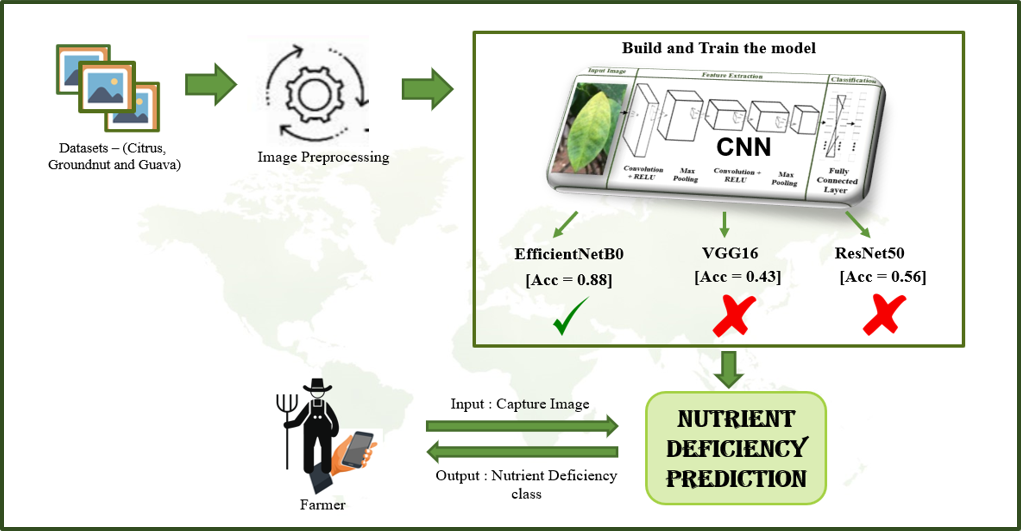 Build and Train the model
Input Image
Feature Extraction
Classification
CNN
Convolution
+ RELU
Max
Pooling
Convolution +
RELU
Max
Pooling
Fully
Connected
Layer
Datasets – (Citrus,
Groundnut and Guava)
Image Preprocessing
EfficientNetB0
[Acc = 0.88]
VGG16
[Acc = 0.43]
ResNet50
[Acc = 0.56]
Input : Capture Image
Output : Nutrient Deficiency
class
Farmer
NUTRIENT
DEFICIENCY
PREDICTION